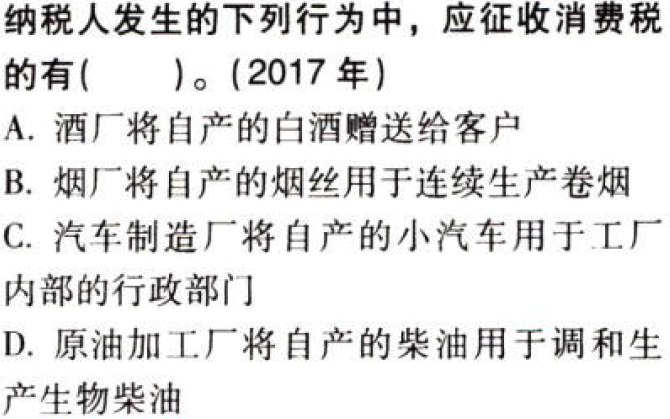 纳税人发生的下列行为中，应征收消费税
的有(　　)。(2017 年)
A. 酒厂将自产的白酒赠送给客户
B. 烟厂将自产的烟丝用于连续生产卷烟
C. 汽车制造厂将自产的小汽车用于工厂
内部的行政部门
D. 原油加工厂将自产的柴油用于调和生
产生物柴油